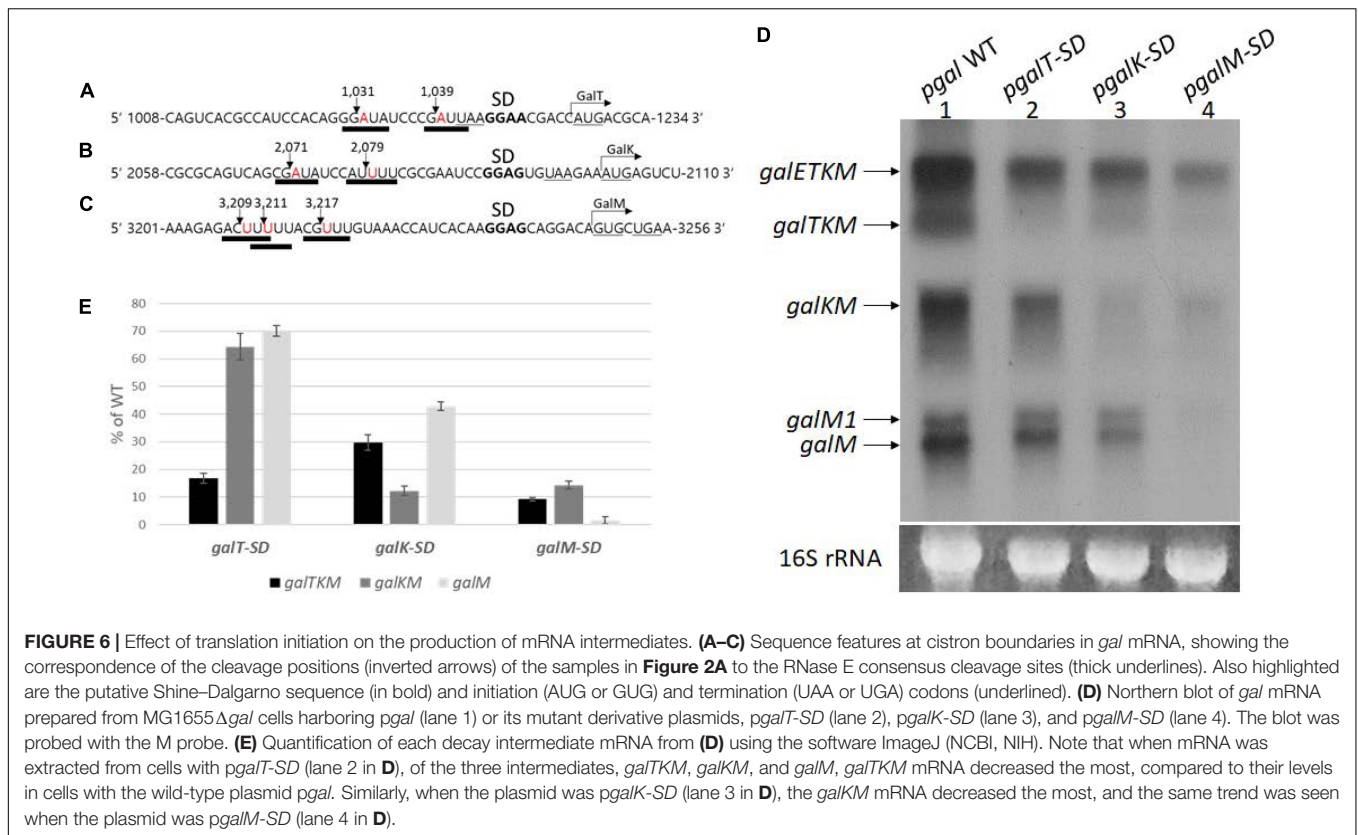 A
1,031 1,039 SD GalT
5′ 1008-CAGUCACGCCAUCCACAGGGAUAUCCCGAUUAAGGAACGACCAUGACGCA-1234 3′
B
2,071 2,079 SD GalK
5′ 2058-CGCGCAGUCAGCGAUAUCCAUUUUCGCGAAUCCGGAGUGUAAGAAAUGAGUCU-2110 3′
C
3,209 3,211 3,217 SD GalM
5′ 3201-AAAGAGACUUUUUACGUUUGUAAACCAUCACAAGGAGCAGGACAGUGCUGAA-3256 3′
D
pgal WT pgalT-SD pgalK-SD pgalM-SD
1 2 3 4
galETKM
galTKM
galKM
galM1
galM
16S rRNA
E
% of WT
80
70
60
50
40
30
20
10
0
galT-SD galK-SD galM-SD
galTKM galKM galM
FIGURE 6 | Effect of translation initiation on the production of mRNA intermediates. (A–C) Sequence features at cistron boundaries in gal mRNA, showing the
correspondence of the cleavage positions (inverted arrows) of the samples in Figure 2A to the RNase E consensus cleavage sites (thick underlines). Also highlighted
are the putative Shine–Dalgarno sequence (in bold) and initiation (AUG or GUG) and termination (UAA or UGA) codons (underlined). (D) Northern blot of gal mRNA
prepared from MG1655Δgal cells harboring pgal (lane 1) or its mutant derivative plasmids, pgalT-SD (lane 2), pgalK-SD (lane 3), and pgalM-SD (lane 4). The blot was
probed with the M probe. (E) Quantification of each decay intermediate mRNA from (D) using the software ImageJ (NCBI, NIH). Note that when mRNA was
extracted from cells with pgalT-SD (lane 2 in D), of the three intermediates, galTKM, galKM, and galM, galTKM mRNA decreased the most, compared to their levels
in cells with the wild-type plasmid pgal. Similarly, when the plasmid was pgalK-SD (lane 3 in D), the galKM mRNA decreased the most, and the same trend was seen
when the plasmid was pgalM-SD (lane 4 in D).